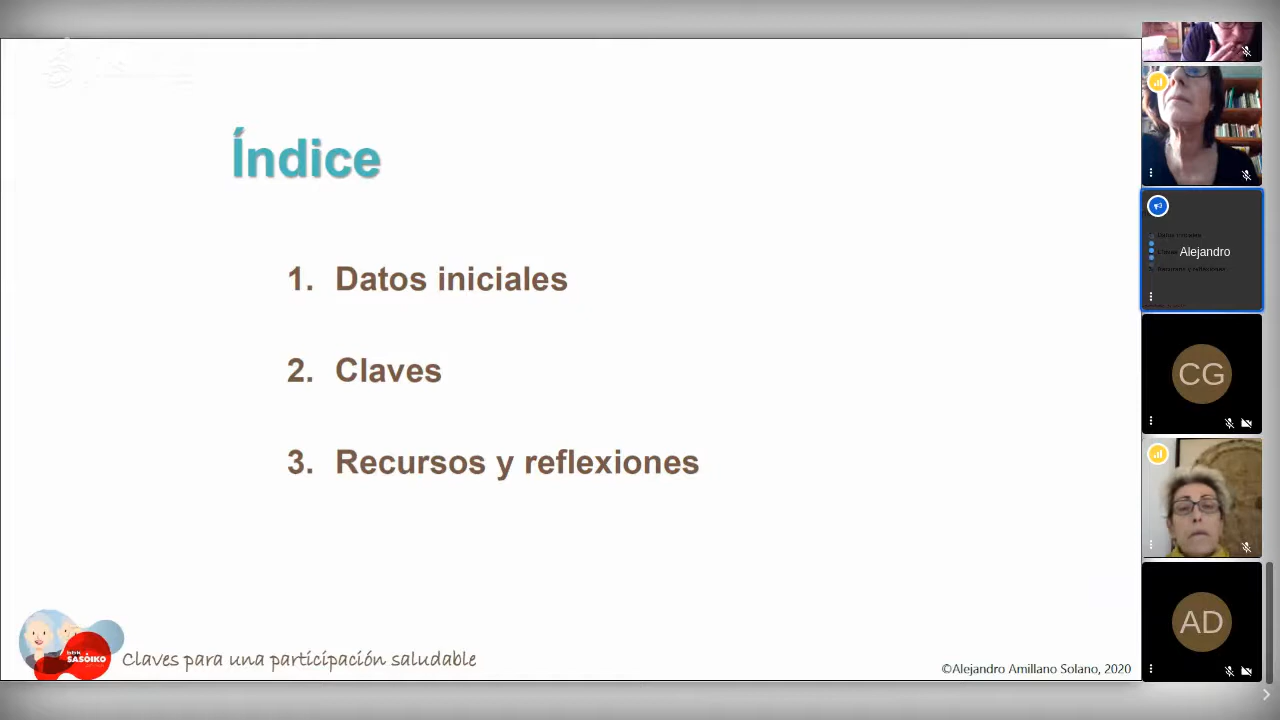 Índice
1. Datos iniciales
2. Claves
3. Recursos y reflexiones
SASOIKO
Claves para una participación saludable
©Alejandro Amillano Solano, 2020
Alejandro
CG
AD